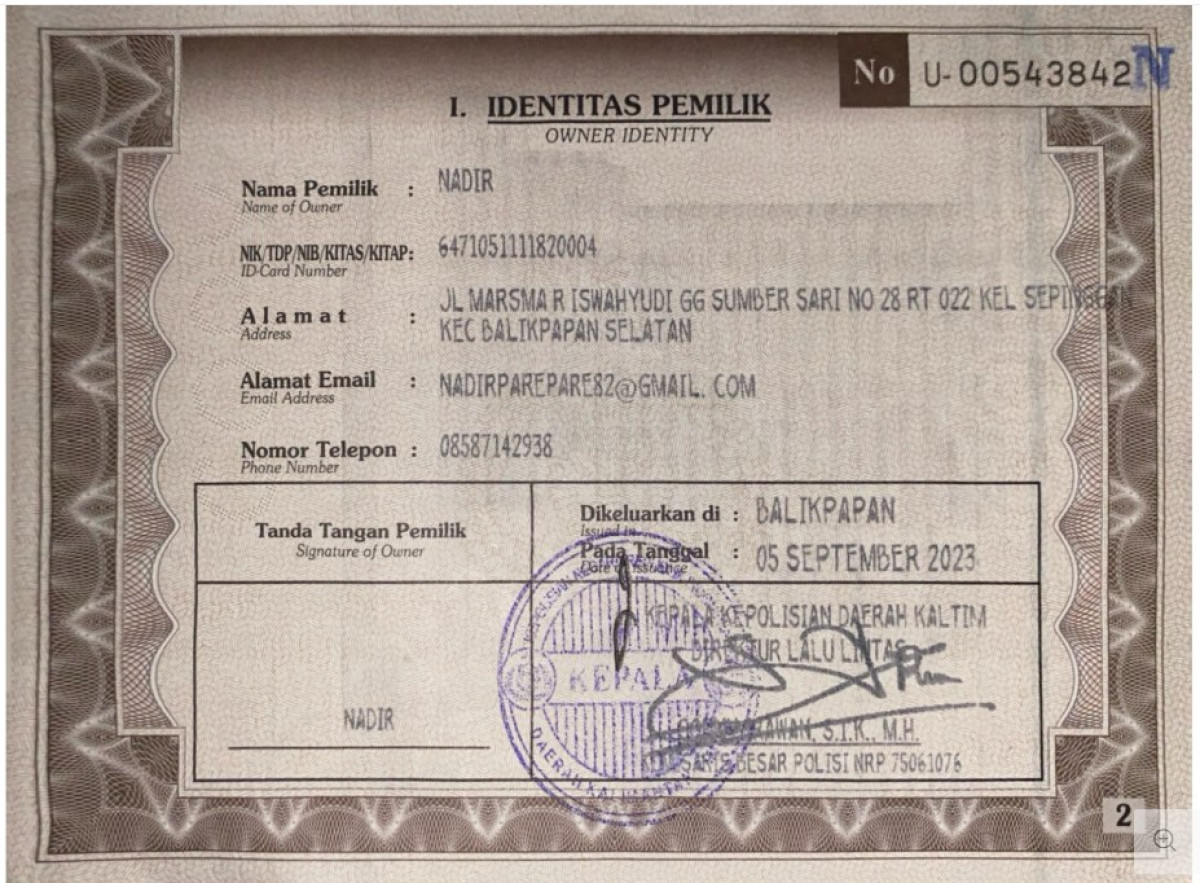 No U-00543842 N
I. IDENTITAS PEMILIK
OWNER IDENTITY
Nama Pemilik : NADIR
Name of Owner
NIK/TDP/NIB/KITAS/KITAP: 6471051111820004
ID-Card Number
Alamat : JL MARSMA R ISWAHYUDI GG SUMBER SARI NO 28 RT 022 KEL SEPINGGAN
Address
KEC BALIKPAPAN SELATAN
Alamat Email : NADIRPAREPARE82@GMAIL. COM
Email Address
Nomor Telepon : 08587142938
Phone Number
Tanda Tangan Pemilik
Signature of Owner
Dikeluarkan di : BALIKPAPAN
Issued in
Pada Tanggal : 05 SEPTEMBER 2023
Date of Issuance
KEPALA KEPOLISIAN DAERAH KALTIM
DIREKTUR LALU LINTAS
KEPALA
DAERAH KALIMANTAN
NADIR
S.I.K., M.H.
BESAR POLISI NRP 75061076
2